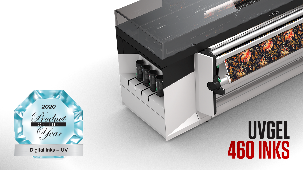 2020
Product
OF THE
Year
Digital Inks – UV
UVGEL
460 INKS